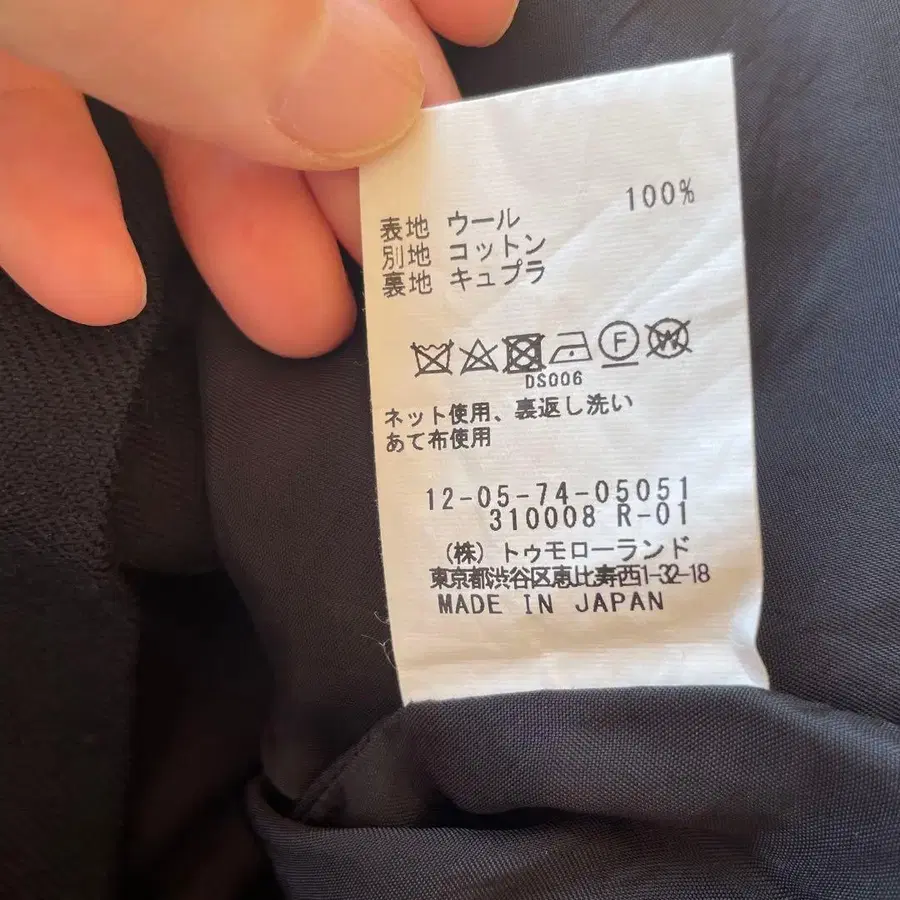 表地 ウール 100%
別地 コットン
裏地 キュプラ
F W
DS006
ネット使用、裏返し洗い
あて布使用
12-05-74-05051
310008 R-01
(株) トゥモローランド
東京都渋谷区恵比寿西1-32-18
MADE IN JAPAN